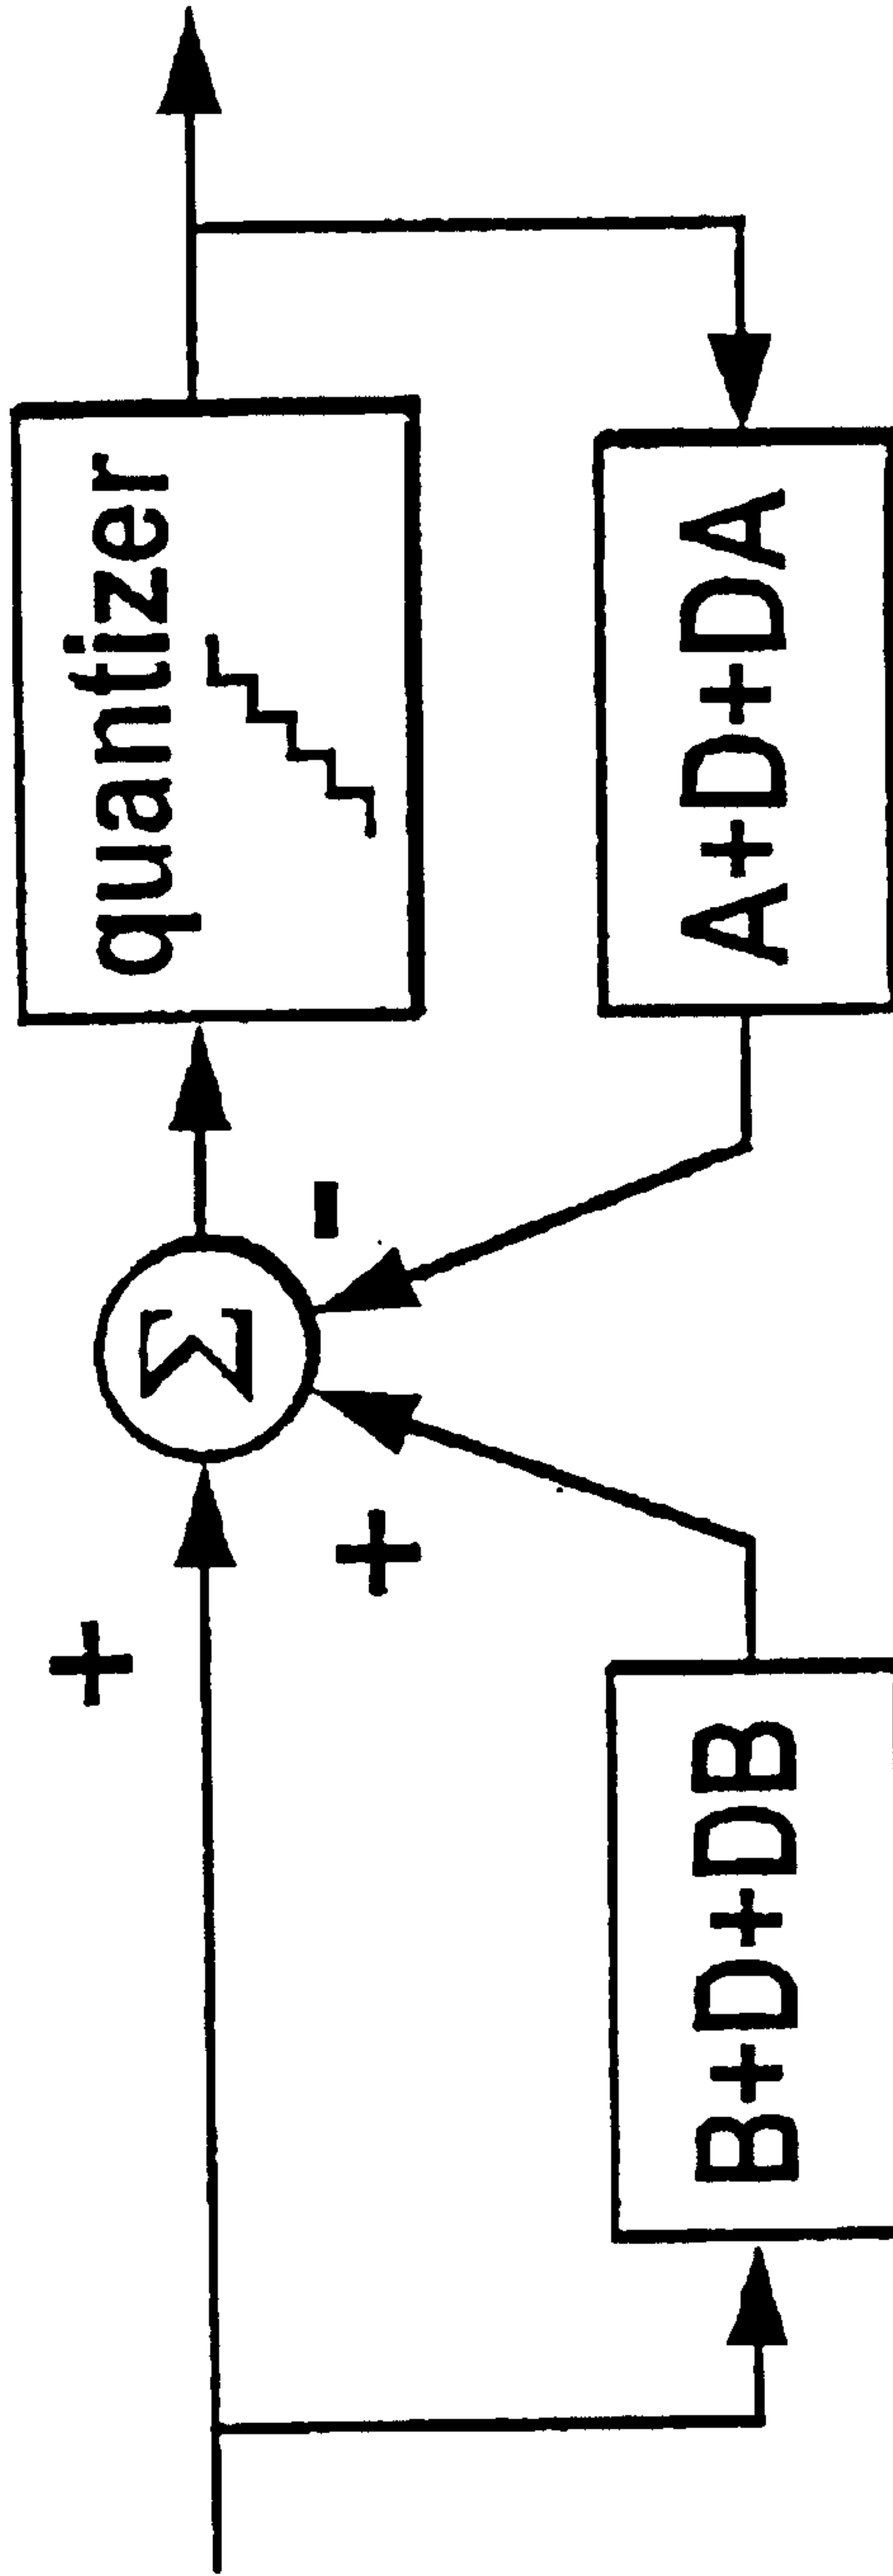 +
Σ
quantizer
+
-
B+D+DB
A+D+DA